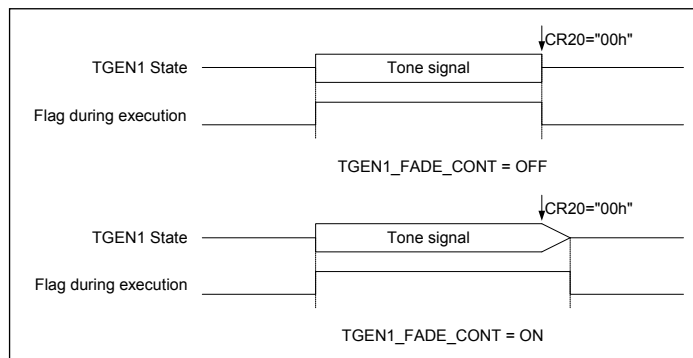 CR20="00h"
TGEN1 State
Tone signal
Flag during execution
TGEN1_FADE_CONT = OFF
CR20="00h"
TGEN1 State
Tone signal
Flag during execution
TGEN1_FADE_CONT = ON